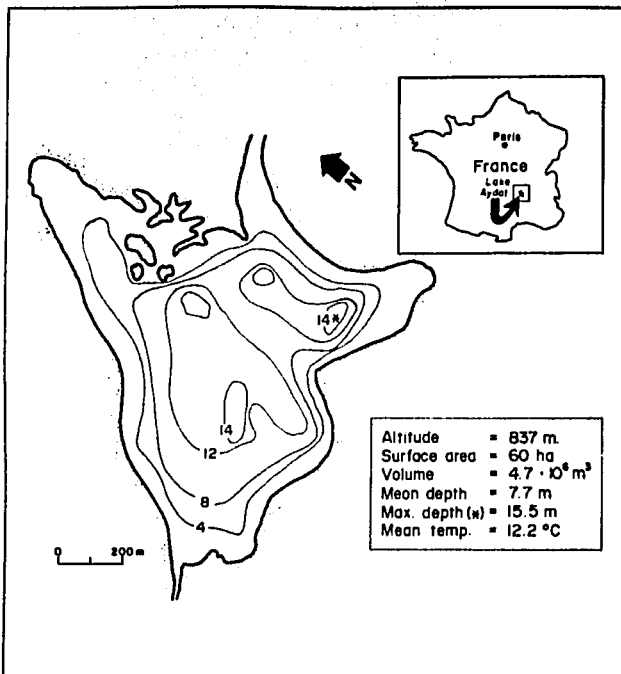 Paris
France
Lake
Aydat
N
14*
14
12
8
4
0 200 m
Altitude = 837 m.
Surface area = 60 ha
Volume = 4.7 · 10⁶ m³
Mean depth = 7.7 m
Max. depth (*) = 15.5 m
Mean temp. = 12.2 °C